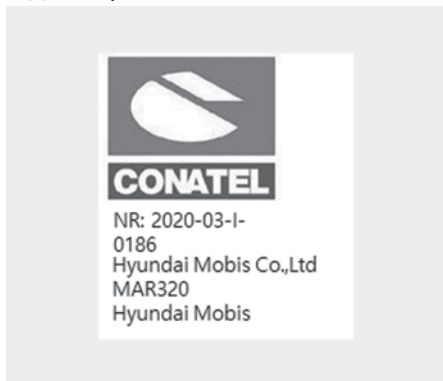 CONATEL
NR: 2020-03-I-
0186
Hyundai Mobis Co.,Ltd
MAR320
Hyundai Mobis